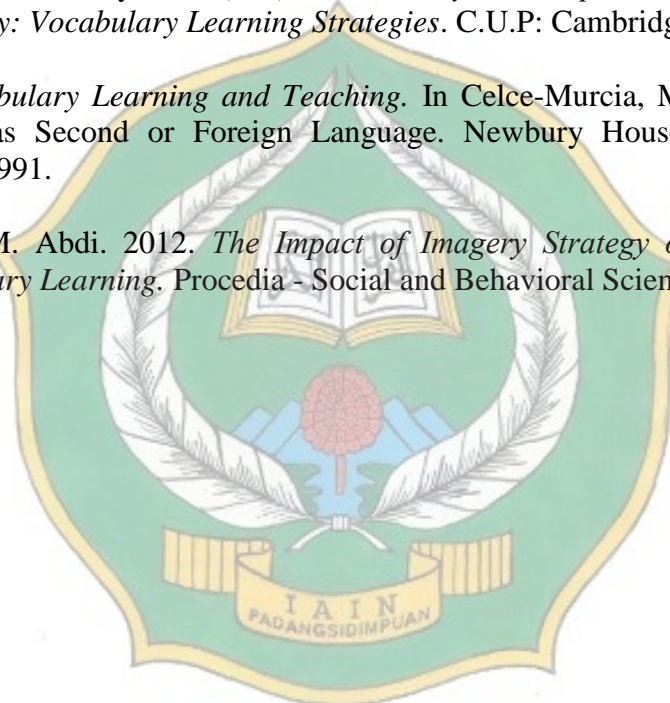 y: Vocabulary Learning Strategies. C.U.P: Cambridg
bulary Learning and Teaching. In Celce-Murcia, M
as Second or Foreign Language. Newbury Hous
991.
M. Abdi. 2012. The Impact of Imagery Strategy
ry Learning. Procedia - Social and Behavioral Scien
I A I N
PADANGSIDIMPUAN